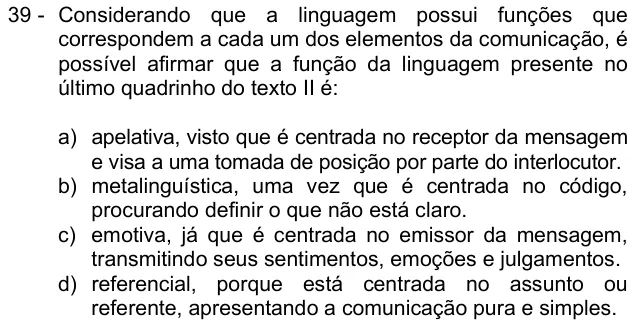 39 - Considerando que a linguagem possui funções que
correspondem a cada um dos elementos da comunicação, é
possível afirmar que a função da linguagem presente no
último quadrinho do texto II é:
a) apelativa, visto que é centrada no receptor da mensagem
e visa a uma tomada de posição por parte do interlocutor.
b) metalinguística, uma vez que é centrada no código,
procurando definir o que não está claro.
c) emotiva, já que é centrada no emissor da mensagem,
transmitindo seus sentimentos, emoções e julgamentos.
d) referencial, porque está centrada no assunto ou
referente, apresentando a comunicação pura e simples.